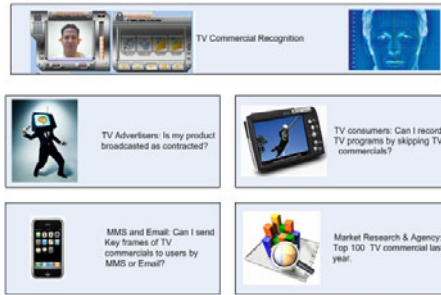 TV Commercial Recognition
TV Advertisers: Is my product
broadcasted as contracted?
TV consumers: Can I record
TV programs by skipping TV
commercials?
MMS and Email: Can I send
Key frames of TV
commercials to users by
MMS or Email?
Market Research & Agency:
Top 100 TV commercial last
year.